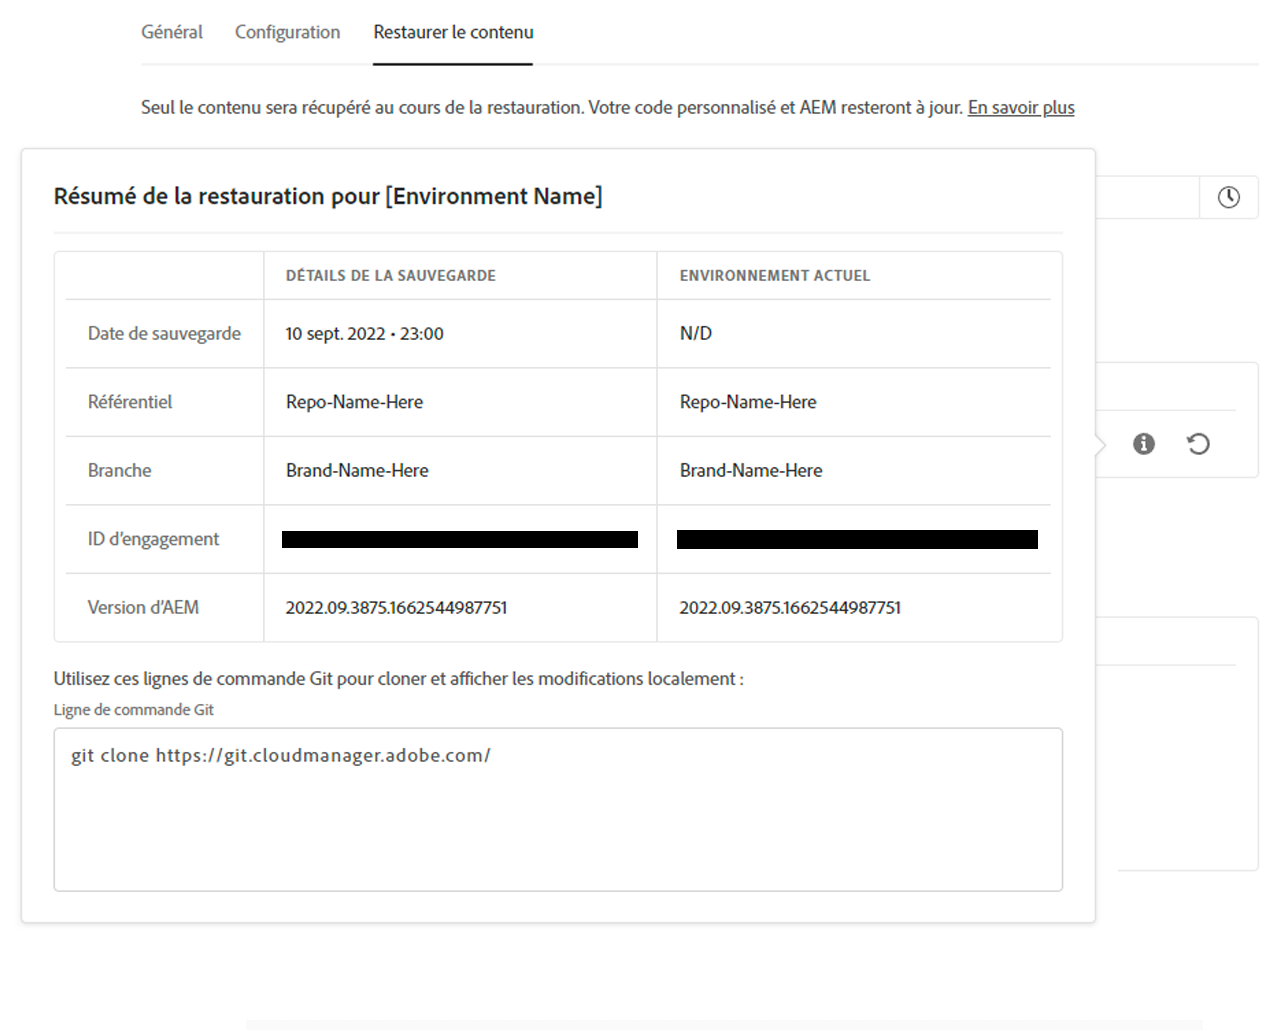 Général Configuration Restaurer le contenu
Seul le contenu sera récupéré au cours de la restauration. Votre code personnalisé et AEM resteront à jour. En savoir plus
Résumé de la restauration pour [Environment Name]
DÉTAILS DE LA SAUVEGARDE ENVIRONNEMENT ACTUEL
Date de sauvegarde 10 sept. 2022 • 23:00 N/D
Référentiel Repo-Name-Here Repo-Name-Here
Branche Brand-Name-Here Brand-Name-Here
ID d’engagement
Version d’AEM 2022.09.3875.1662544987751 2022.09.3875.1662544987751
Utilisez ces lignes de commande Git pour cloner et afficher les modifications localement :
Ligne de commande Git
git clone https://git.cloudmanager.adobe.com/